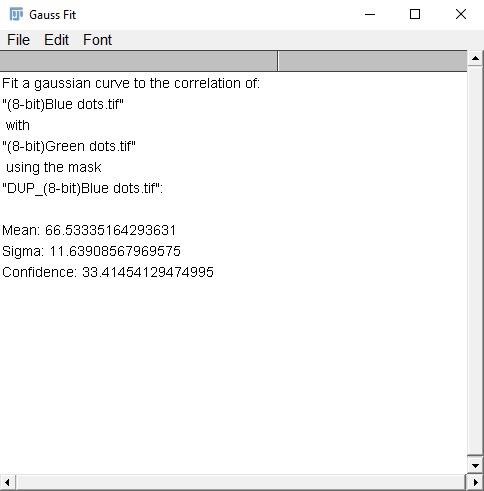 Gauss Fit
File Edit Font
Fit a gaussian curve to the correlation of:
"(8-bit)Blue dots.tif"
with
"(8-bit)Green dots.tif"
using the mask
"DUP_(8-bit)Blue dots.tif":
Mean: 66.53335164293631
Sigma: 11.63908567969575
Confidence: 33.41454129474995